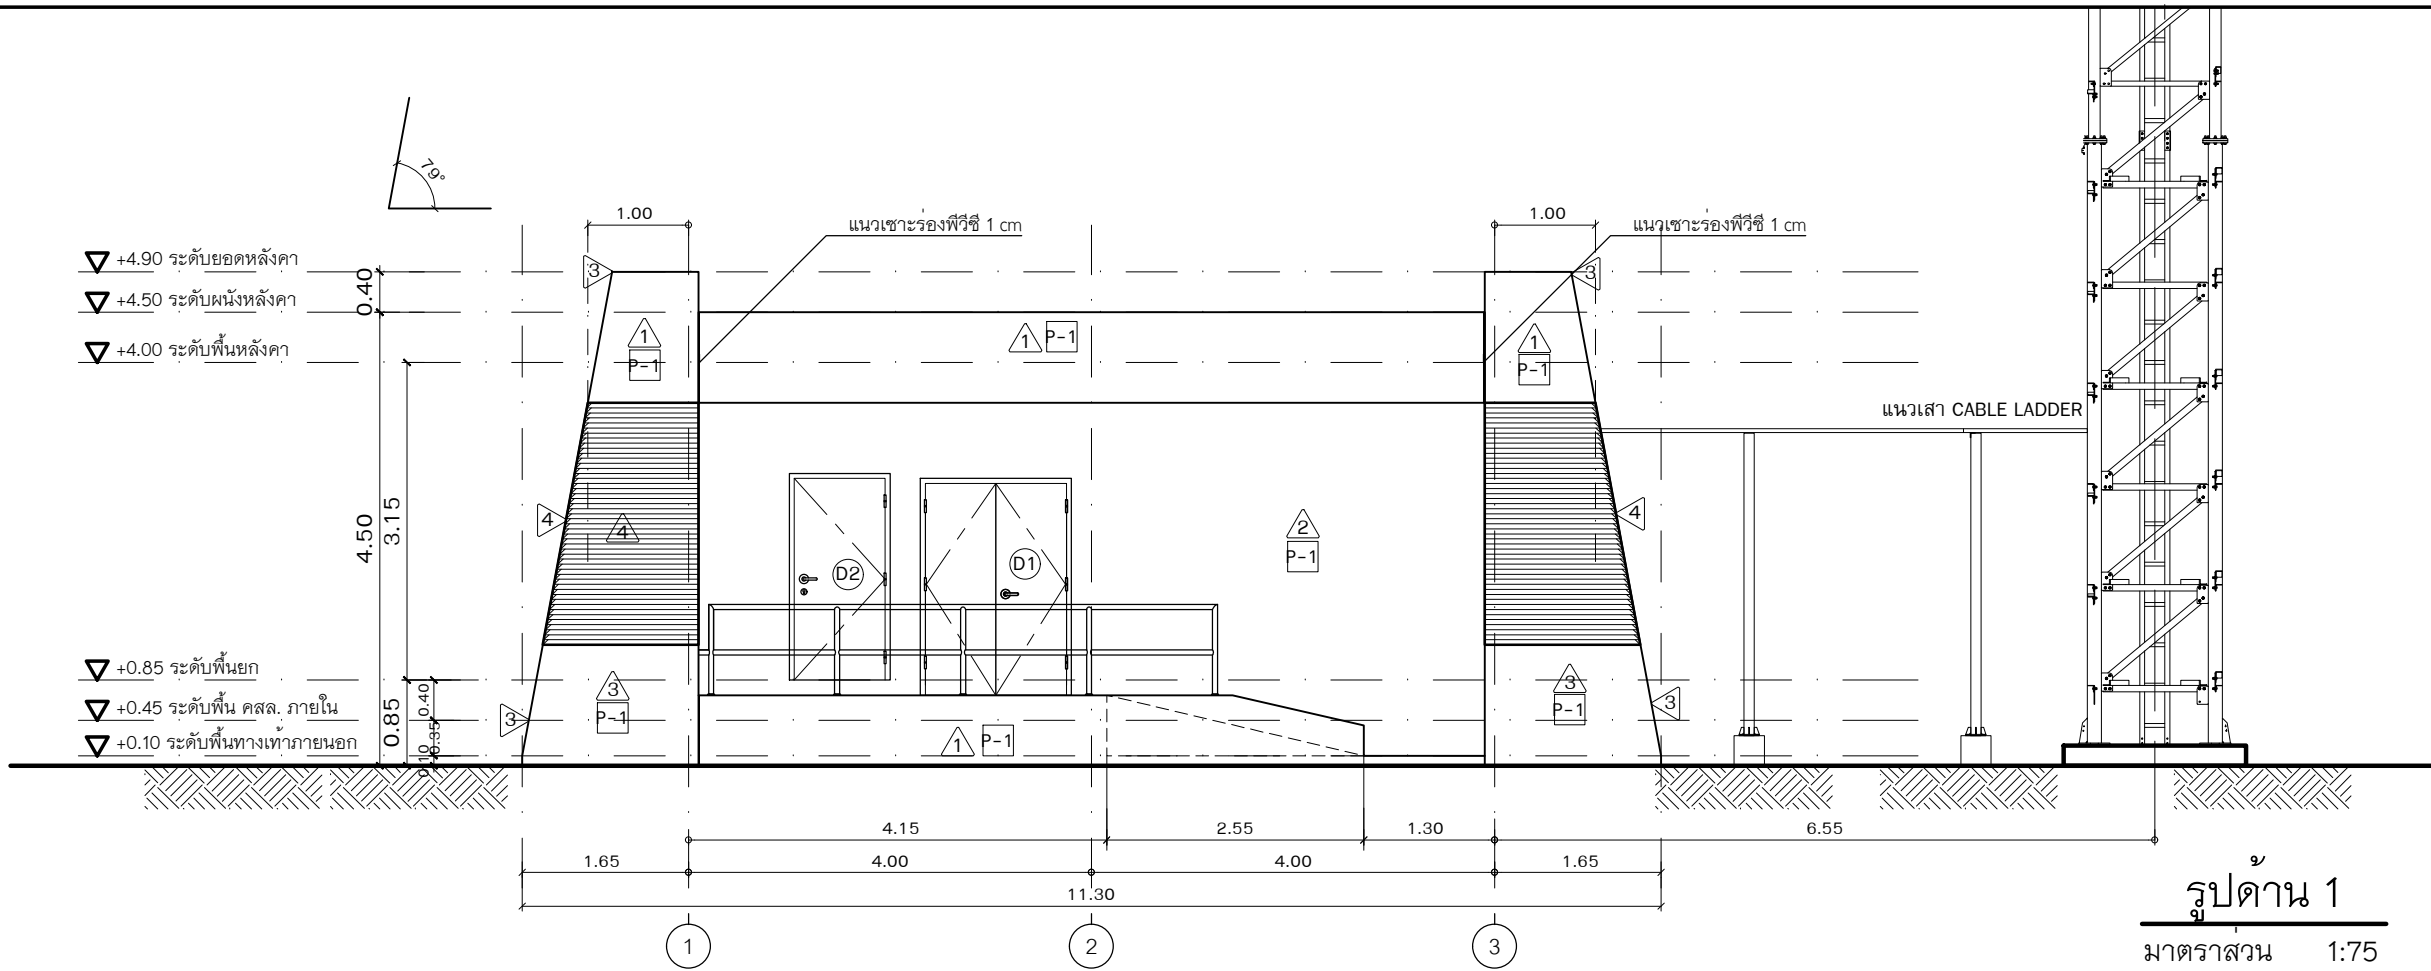 79°
1.00
1.00
แนวเซาะร่องพีวีซี 1 cm
แนวเซาะร่องพีวีซี 1 cm
+4.90 ระดับยอดหลังคา
+4.50 ระดับผนังหลังคา
+4.00 ระดับพื้นหลังคา
0.40
3
3
1
P-1
1
P-1
1
P-1
แนวเสา CABLE LADDER
4.50
3.15
4
4
D2
D1
2
P-1
4
+0.85 ระดับพื้นยก
+0.45 ระดับพื้น คสล. ภายใน
+0.10 ระดับพื้นทางเท้าภายนอก
0.85
0.40
0.35
0.10
3
3
P-1
1
P-1
3
P-1
3
4.15
2.55
1.30
6.55
1.65
4.00
4.00
1.65
11.30
1
2
3
รูปด้าน 1
มาตราส่วน 1:75